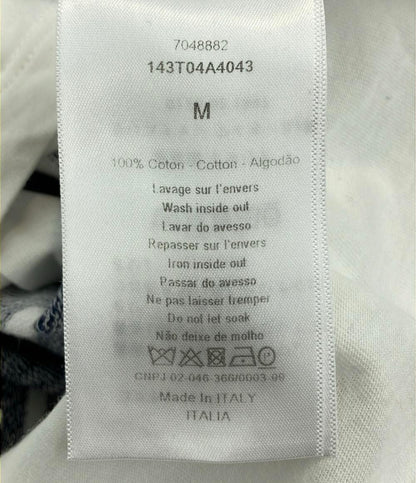 7048882
143T04A4043
M
100% Coton - Cotton - Algodão
Lavage sur l'envers
Wash inside out
Lavar do avesso
Repasser sur l'envers
Iron inside out
Passar do avesso
Ne pas laisser tremper
Do not let soak
Não deixe de molho
CNPJ 02-046-366/0003-09
Made In ITALY
ITALIA